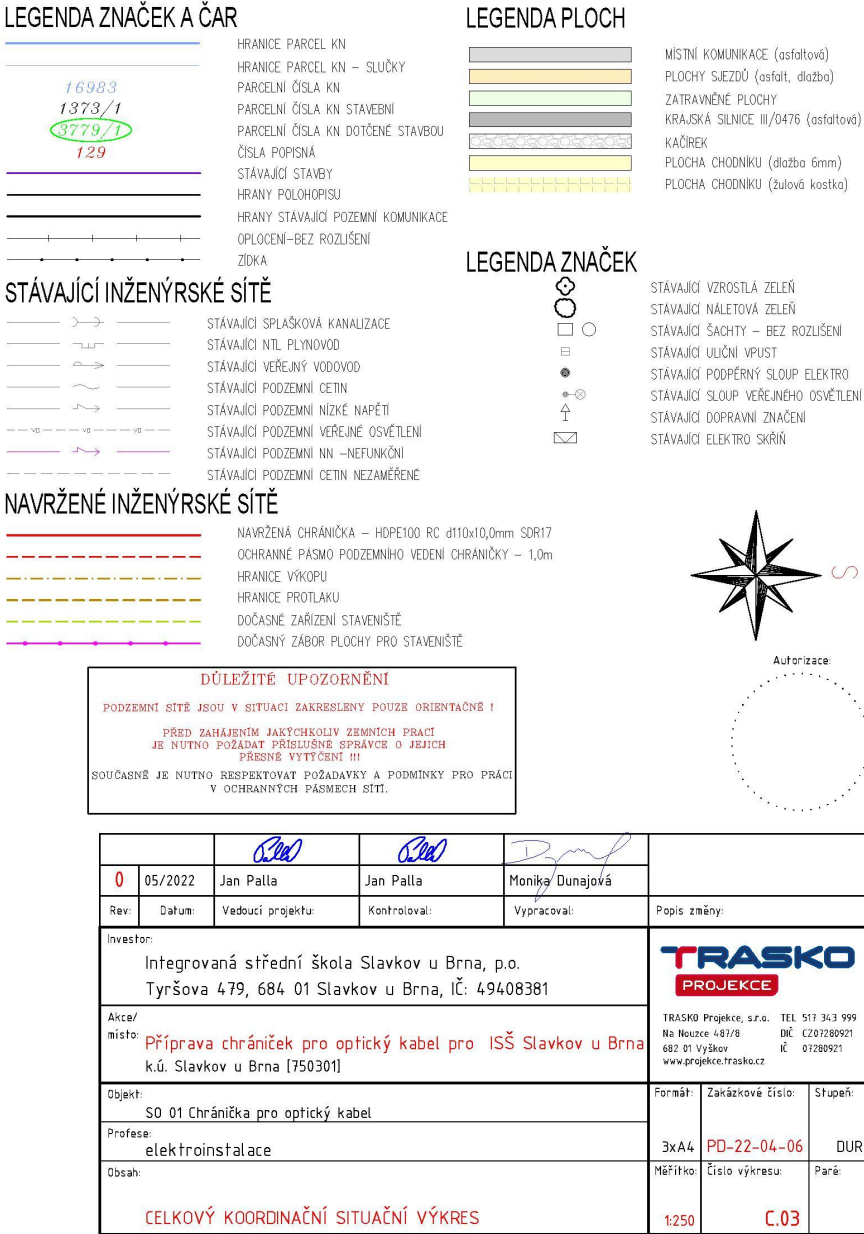 LEGENDA ZNAČEK A ČAR
HRANICE PARCEL KN
HRANICE PARCEL KN – SLUČKY
16983
PARCELNÍ ČÍSLA KN
1373/1
PARCELNÍ ČÍSLA KN STAVEBNÍ
3779/1
PARCELNÍ ČÍSLA KN DOTČENÉ STAVBOU
129
ČÍSLA POPISNÁ
STÁVAJÍCÍ STAVBY
HRANY POLOHOPISU
HRANY STÁVAJÍCÍ POZEMNÍ KOMUNIKACE
OPLOCENÍ–BEZ ROZLIŠENÍ
ZÍDKA
LEGENDA PLOCH
MÍSTNÍ KOMUNIKACE (asfaltová)
PLOCHY SJEZDŮ (asfalt, dlažba)
ZATRAVNĚNÉ PLOCHY
KRAJSKÁ SILNICE III/0476 (asfaltová)
KAČÍREK
PLOCHA CHODNÍKU (dlažba 6mm)
PLOCHA CHODNÍKU (žulová kostka)
STÁVAJÍCÍ INŽENÝRSKÉ SÍTĚ
STÁVAJÍCÍ SPLAŠKOVÁ KANALIZACE
STÁVAJÍCÍ NTL PLYNOVOD
STÁVAJÍCÍ VEŘEJNÝ VODOVOD
STÁVAJÍCÍ PODZEMNÍ CETIN
STÁVAJÍCÍ PODZEMNÍ NÍZKÉ NAPĚTÍ
VO VO VO
STÁVAJÍCÍ PODZEMNÍ VEŘEJNÉ OSVĚTLENÍ
STÁVAJÍCÍ PODZEMNÍ NN –NEFUNKČNÍ
STÁVAJÍCÍ PODZEMNÍ CETIN NEZAMĚŘENÉ
LEGENDA ZNAČEK
STÁVAJÍCÍ VZROSTLÁ ZELEŇ
STÁVAJÍCÍ NÁLETOVÁ ZELEŇ
STÁVAJÍCÍ ŠACHTY – BEZ ROZLIŠENÍ
STÁVAJÍCÍ ULIČNÍ VPUST
STÁVAJÍCÍ PODPĚRNÝ SLOUP ELEKTRO
STÁVAJÍCÍ SLOUP VEŘEJNÉHO OSVĚTLENÍ
STÁVAJÍCÍ DOPRAVNÍ ZNAČENÍ
STÁVAJÍCÍ ELEKTRO SKŘÍŇ
NAVRŽENÉ INŽENÝRSKÉ SÍTĚ
NAVRŽENÁ CHRÁNIČKA – HDPE100 RC d110x10,0mm SDR17
OCHRANNÉ PÁSMO PODZEMNÍHO VEDENÍ CHRÁNIČKY – 1,0m
HRANICE VÝKOPU
HRANICE PROTLAKU
DOČASNÉ ZAŘÍZENÍ STAVENIŠTĚ
DOČASNÝ ZÁBOR PLOCHY PRO STAVENIŠTĚ
S
DŮLEŽITÉ UPOZORNĚNÍ
PODZEMNÍ SÍTĚ JSOU V SITUACI ZAKRESLENY POUZE ORIENTAČNĚ !
PŘED ZAHÁJENÍM JAKÝCHKOLIV ZEMNÍCH PRACÍ
JE NUTNO POŽÁDAT PŘÍSLUŠNÉ SPRÁVCE O JEJICH
PŘESNÉ VYTÝČENÍ !!!
SOUČASNĚ JE NUTNO RESPEKTOVAT POŽADAVKY A PODMÍNKY PRO PRÁCI
V OCHRANNÝCH PÁSMECH SÍTÍ.
Autorizace:
0 05/2022 Jan Palla Jan Palla Monika Dunajová
Rev: Datum: Vedoucí projektu: Kontroloval: Vypracoval: Popis změny:
Investor:
Integrovaná střední škola Slavkov u Brna, p.o.
Tyršova 479, 684 01 Slavkov u Brna, IČ: 49408381
Akce/
místo:
Příprava chrániček pro optický kabel pro ISŠ Slavkov u Brna
k.ú. Slavkov u Brna [750301]
TRASKO
PROJEKCE
TRASKO Projekce, s.r.o. TEL 517 343 999
Na Nouzce 487/8 DIČ CZ07280921
682 01 Vyškov IČ 07280921
www.projekce.trasko.cz
Objekt:
SO 01 Chránička pro optický kabel
Profese:
elektroinstalace
Formát: Zakázkové číslo: Stupeň:
3xA4 PD-22-04-06 DUR
Obsah:
CELKOVÝ KOORDINAČNÍ SITUAČNÍ VÝKRES
Měřítko: Číslo výkresu: Paré:
1:250 C.03